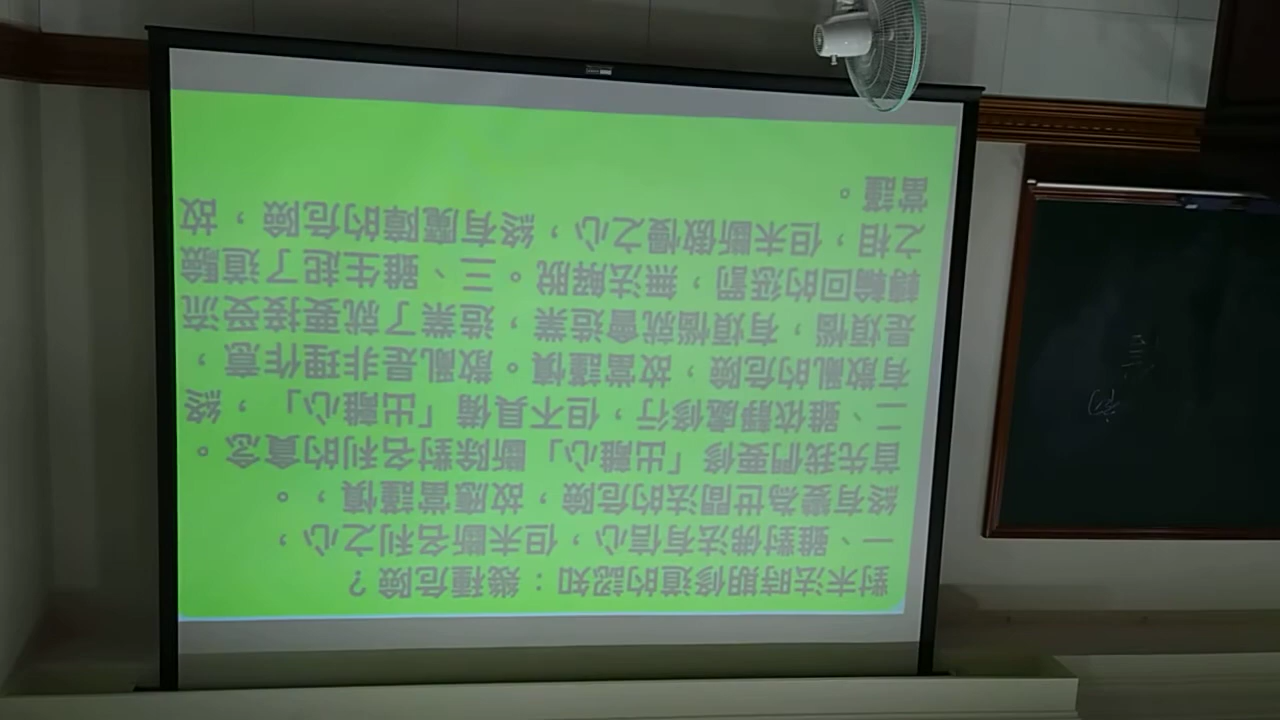 對末法時期修道的認知：幾種危險？
一、雖對佛法有信心，但未斷名利之心，
終有變為世間法的危險，故應當謹慎，。
首先我們要修「出離心」斷除對名利的貪念。
二、雖依靜處修行，但不具備「出離心」，終
有散亂的危險，故當謹慎。散亂是非理作意，
是煩惱，有煩惱就會造業，造業了就要接受流
轉輪回的惩罰，無法解脫。三、雖生起了道驗
之相，但未斷傲慢之心，終有魔障的危險，故
當謹。